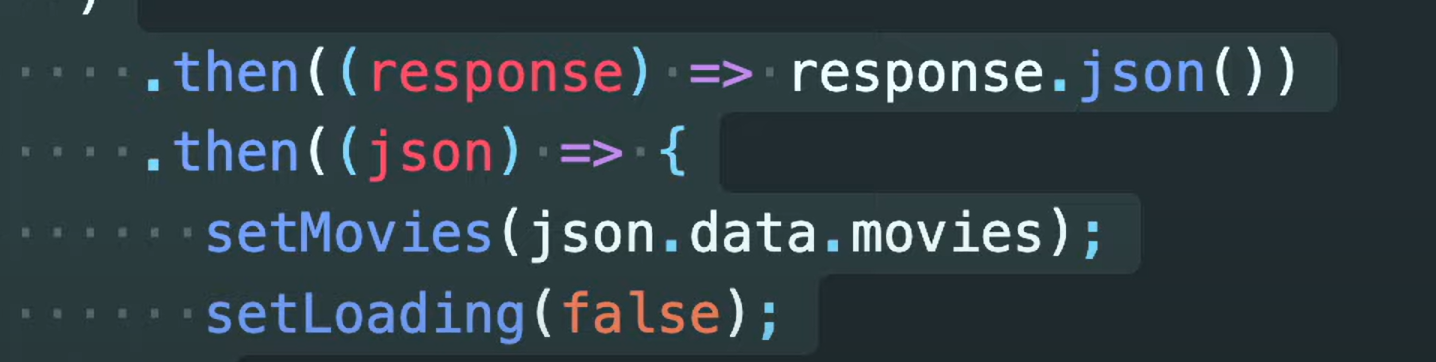 )
.then((response) => response.json())
.then((json) => {
setMovies(json.data.movies);
setLoading(false);